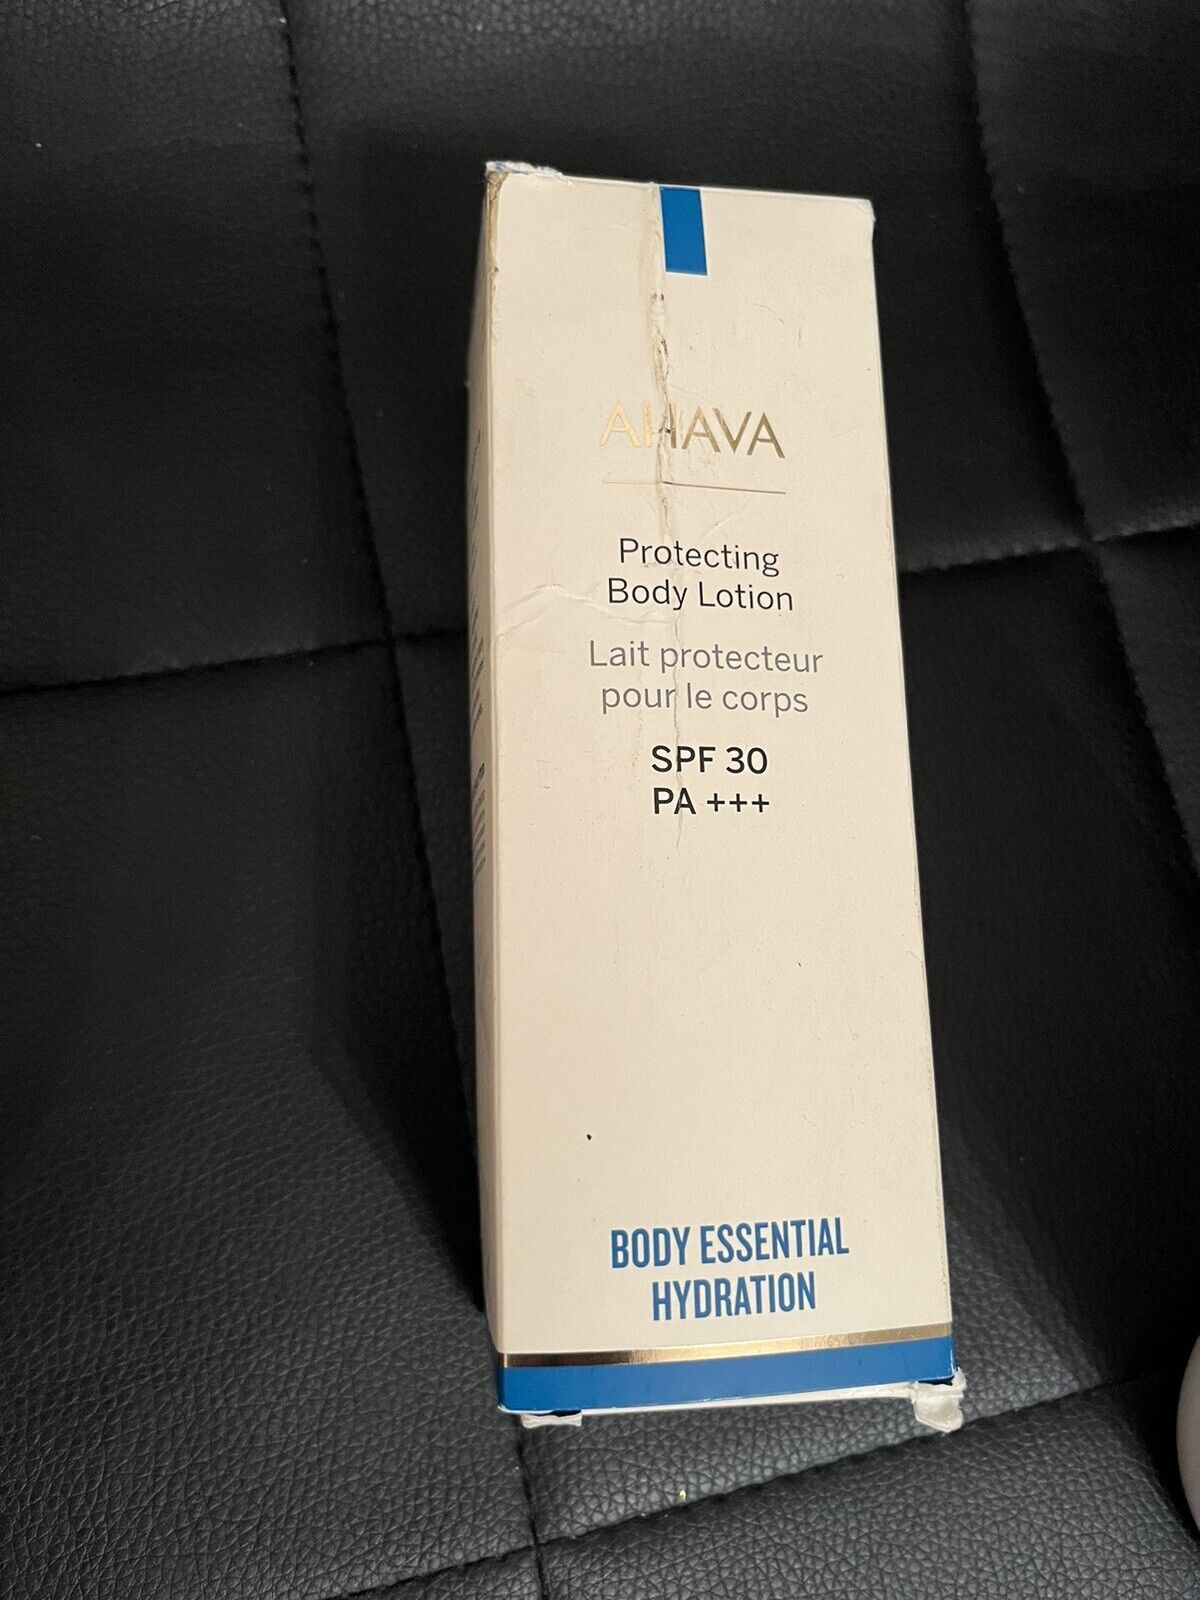 AHAVA
Protecting
Body Lotion
Lait protecteur
pour le corps
SPF 30
PA +++
BODY ESSENTIAL
HYDRATION